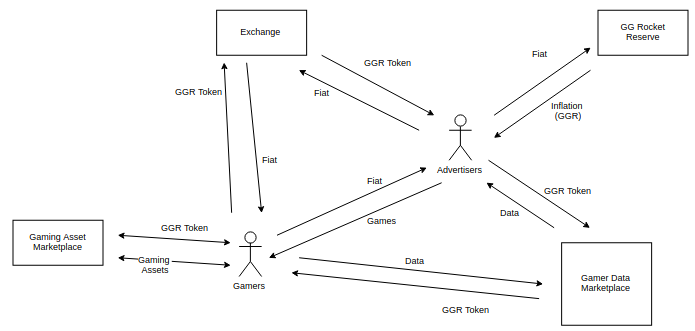 Exchange
GG Rocket
Reserve
GGR Token
Fiat
GGR Token
Fiat
Inflation
(GGR)
Fiat
Advertisers
Fiat
GGR Token
Data
Games
GGR Token
Gaming Asset
Marketplace
Gaming
Assets
Gamers
Data
GGR Token
Gamer Data
Marketplace